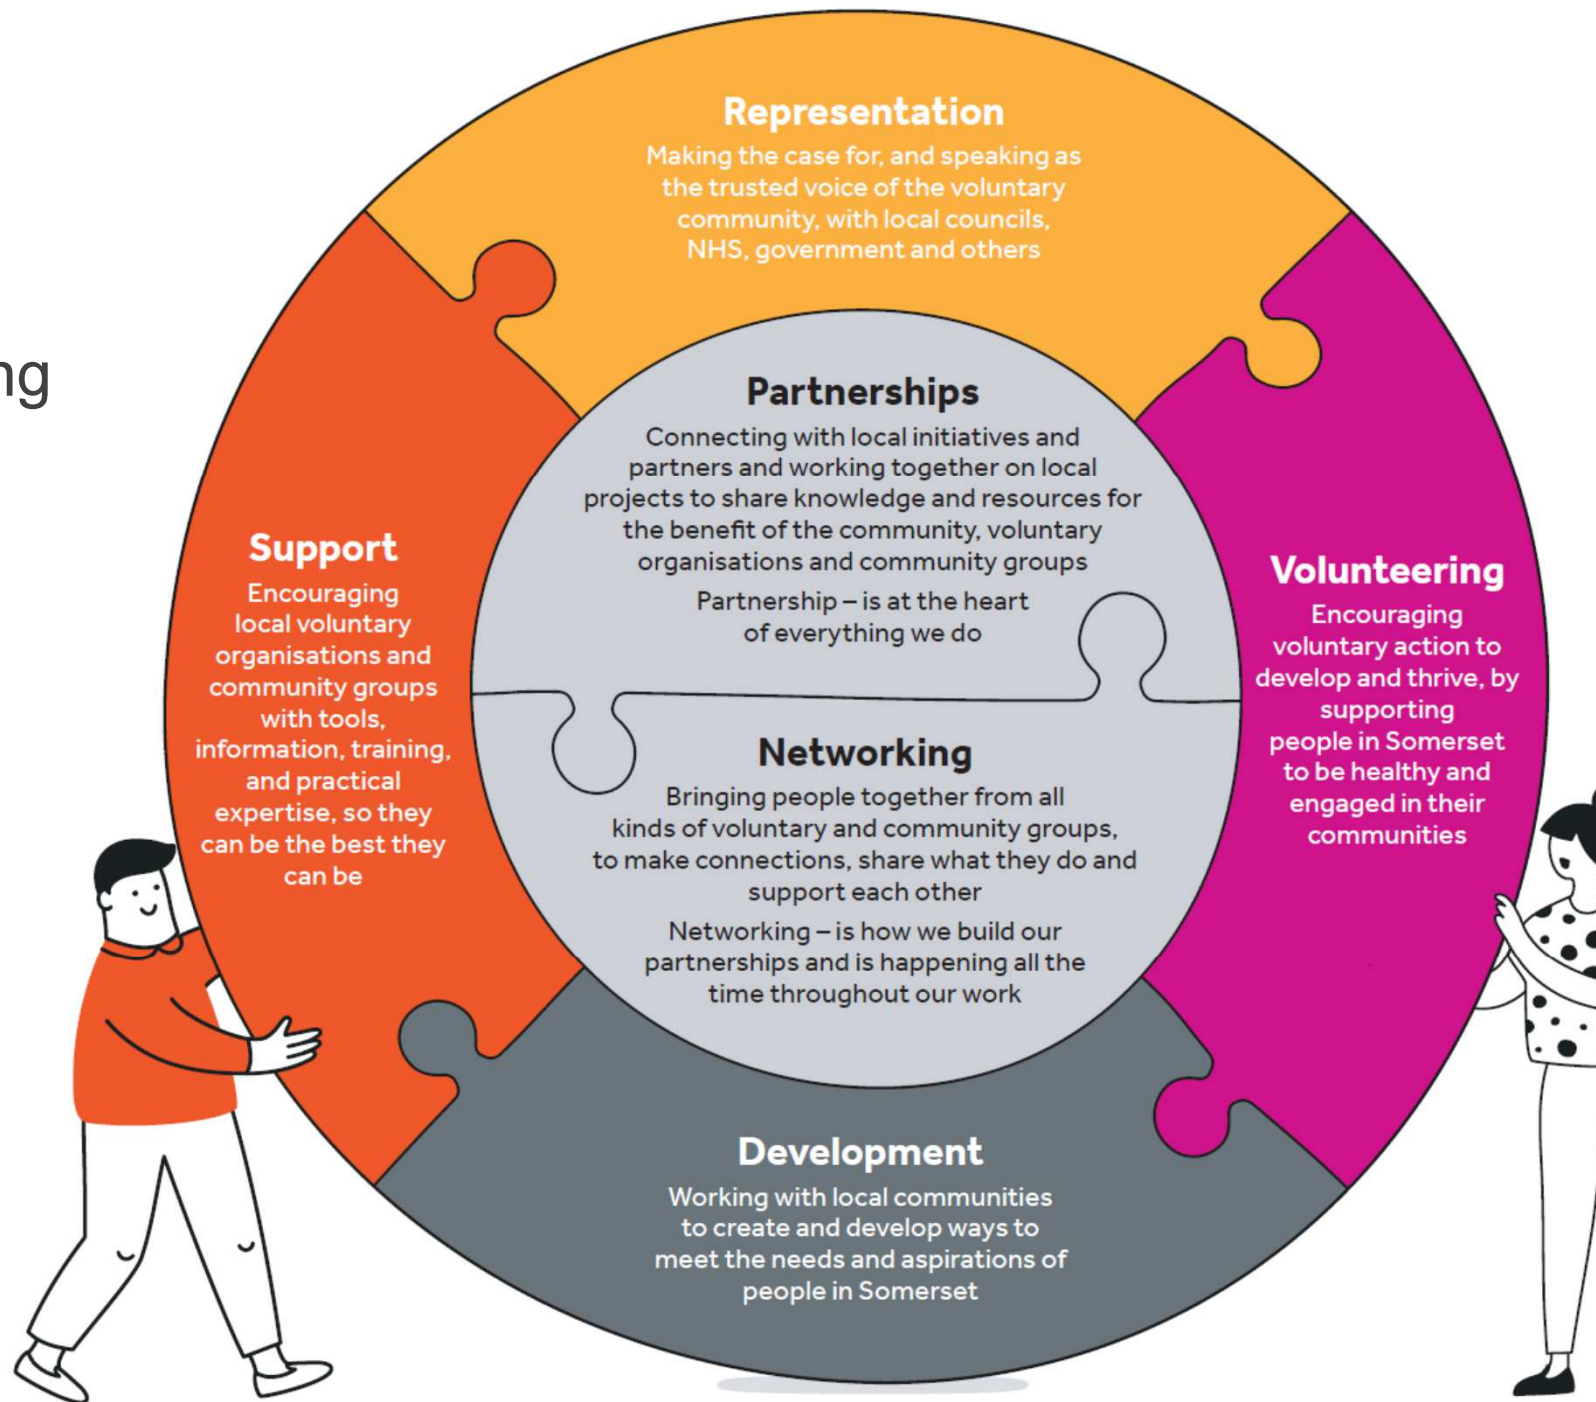 Representation
Making the case for, and speaking as
the trusted voice of the voluntary
community, with local councils,
NHS, government and others
ng
Partnerships
Connecting with local initiatives and
partners and working together on local
projects to share knowledge and resources for
the benefit of the community, voluntary
organisations and community groups
Partnership – is at the heart
of everything we do
Support
Encouraging
local voluntary
organisations and
community groups
with tools,
information, training,
and practical
expertise, so they
can be the best they
can be
Volunteering
Encouraging
voluntary action to
develop and thrive, by
supporting
people in Somerset
to be healthy and
engaged in their
communities
Networking
Bringing people together from all
kinds of voluntary and community groups,
to make connections, share what they do and
support each other
Networking – is how we build our
partnerships and is happening all the
time throughout our work
Development
Working with local communities
to create and develop ways to
meet the needs and aspirations of
people in Somerset